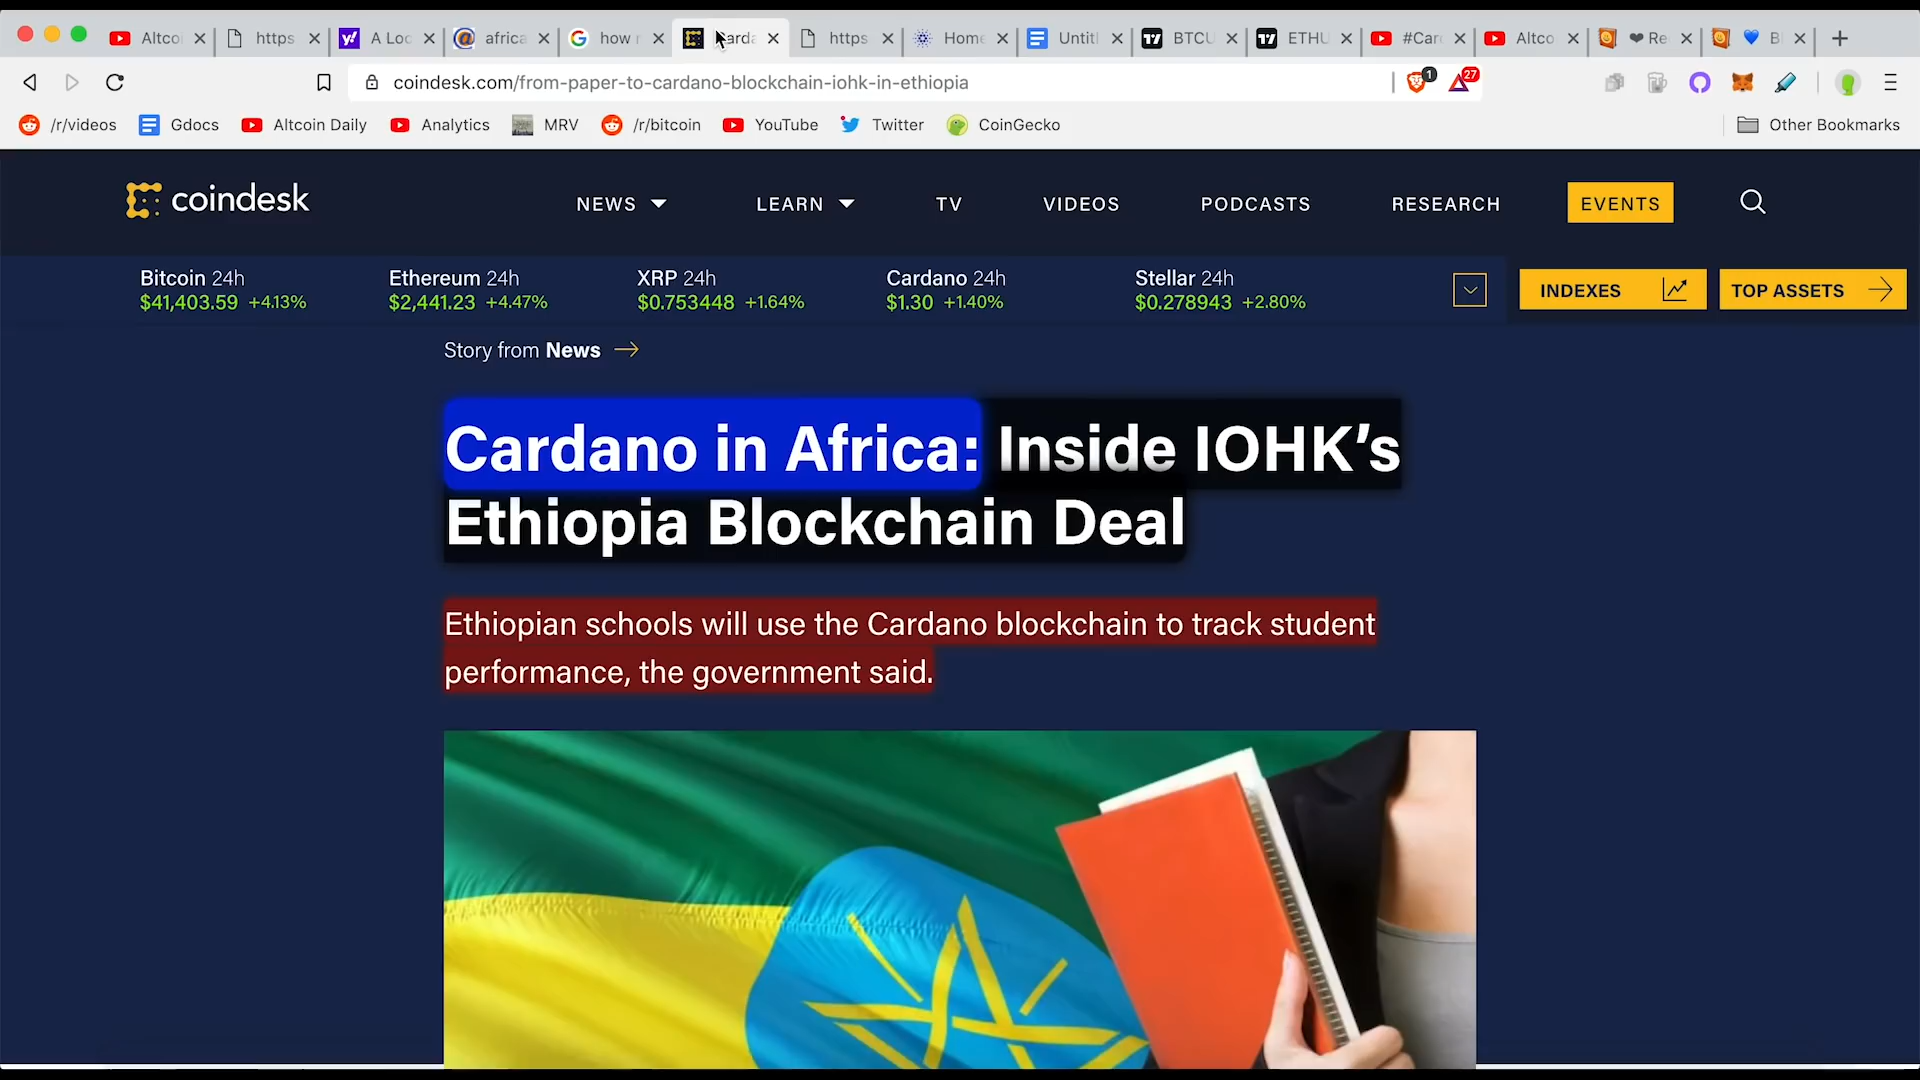 Altco
https
A Loc
africa
how r
arda
https
Home
Untitl
BTCU
ETHU
#Car
Altco
Re
B
coindesk.com/from-paper-to-cardano-blockchain-iohk-in-ethiopia
1
27
/r/videos
Gdocs
Altcoin Daily
Analytics
MRV
/r/bitcoin
YouTube
Twitter
CoinGecko
Other Bookmarks
coindesk
NEWS
LEARN
TV
VIDEOS
PODCASTS
RESEARCH
EVENTS
Bitcoin 24h
$41,403.59 +4.13%
Ethereum 24h
$2,441.23 +4.47%
XRP 24h
$0.753448 +1.64%
Cardano 24h
$1.30 +1.40%
Stellar 24h
$0.278943 +2.80%
INDEXES
TOP ASSETS
Story from News
Cardano in Africa: Inside IOHK’s
Ethiopia Blockchain Deal
Ethiopian schools will use the Cardano blockchain to track student
performance, the government said.